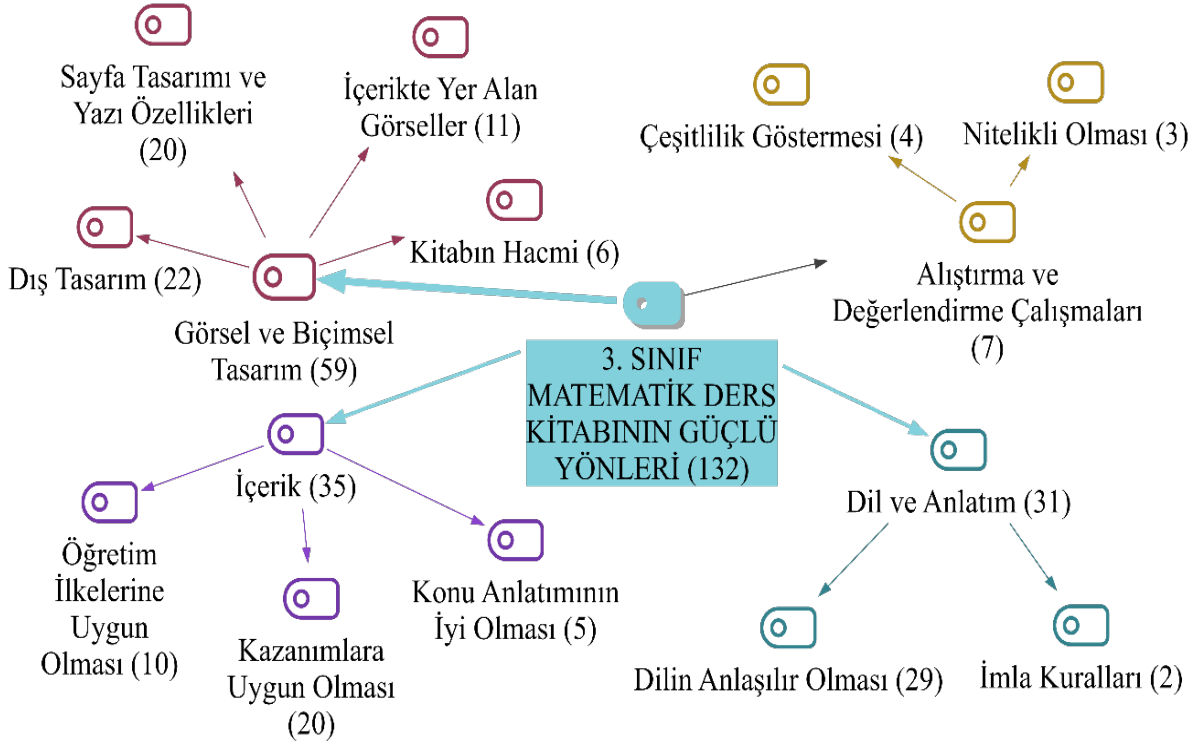 Sayfa Tasarımı ve
Yazı Özellikleri
(20)
İçerikte Yer Alan
Görseller (11)
Çeşitlilik Göstermesi (4)
Nitelikli Olması (3)
Dış Tasarım (22)
Kitabın Hacmi (6)
Görsel ve Biçimsel
Tasarım (59)
Alıştırma ve
Değerlendirme Çalışmaları
(7)
3. SINIF
MATEMATİK DERS
KİTABININ GÜÇLÜ
YÖNLERİ (132)
İçerik (35)
Dil ve Anlatım (31)
Öğretim
İlkelerine
Uygun
Olması (10)
Kazanımlara
Uygun Olması
(20)
Konu Anlatımının
İyi Olması (5)
Dilin Anlaşılır Olması (29)
İmla Kuralları (2)